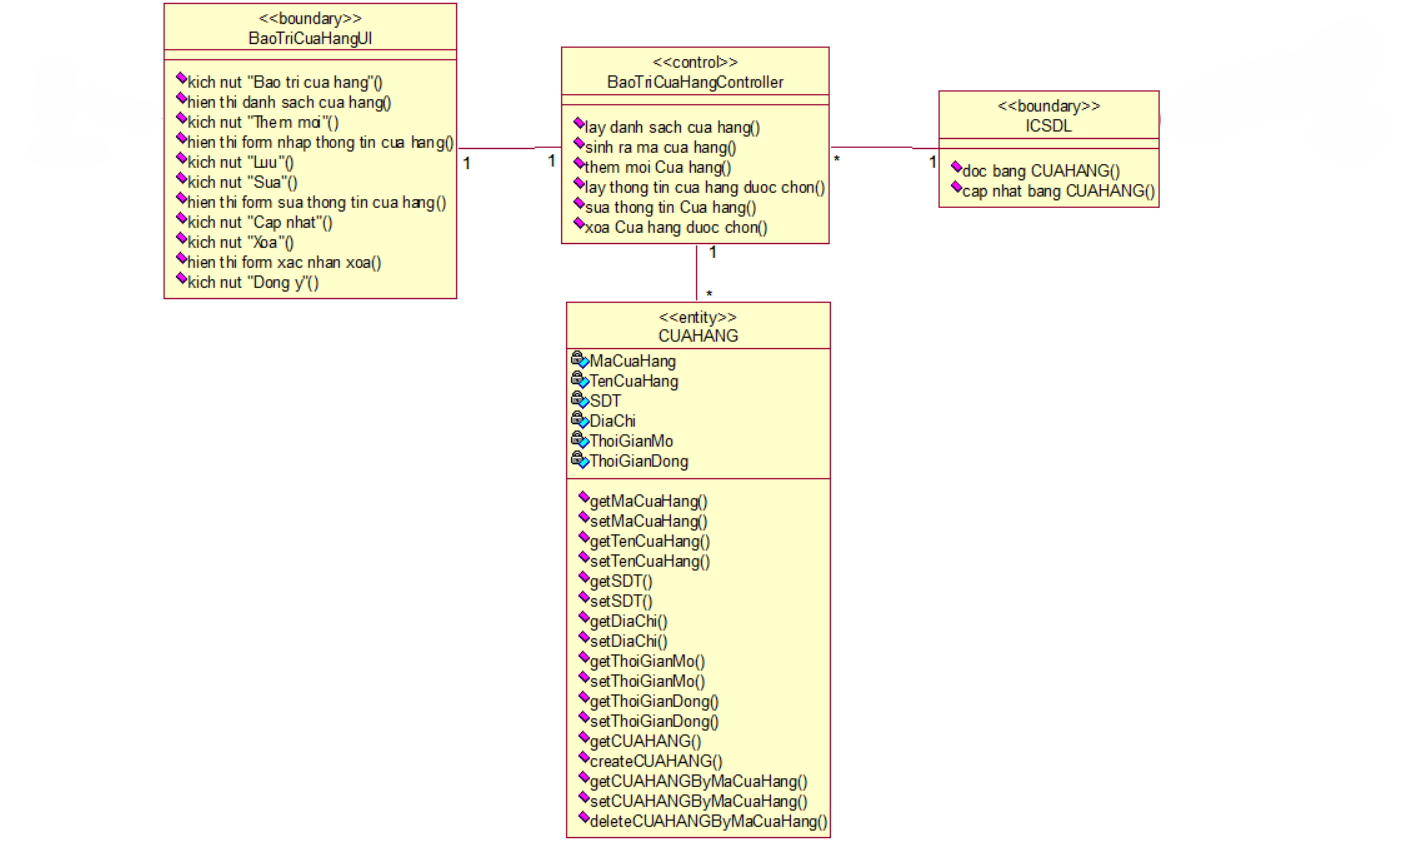 <<boundary>>
BaoTriCuaHangUI
kich nut "Bao tri cua hang"()
hien thi danh sach cua hang()
kich nut "Them moi"()
hien thi form nhap thong tin cua hang()
kich nut "Luu"()
kich nut "Sua"()
hien thi form sua thong tin cua hang()
kich nut "Cap nhat"()
kich nut "Xoa"()
hien thi form xac nhan xoa()
kich nut "Dong y"()
1
1
<<control>>
BaoTriCuaHangController
lay danh sach cua hang()
sinh ra ma cua hang()
them moi Cua hang()
lay thong tin cua hang duoc chon()
sua thong tin Cua hang()
xoa Cua hang duoc chon()
*
1
<<boundary>>
ICSDL
doc bang CUAHANG()
cap nhat bang CUAHANG()
1
*
<<entity>>
CUAHANG
MaCuaHang
TenCuaHang
SDT
DiaChi
ThoiGianMo
ThoiGianDong
getMaCuaHang()
setMaCuaHang()
getTenCuaHang()
setTenCuaHang()
getSDT()
setSDT()
getDiaChi()
setDiaChi()
getThoiGianMo()
setThoiGianMo()
getThoiGianDong()
setThoiGianDong()
getCUAHANG()
createCUAHANG()
getCUAHANGByMaCuaHang()
setCUAHANGByMaCuaHang()
deleteCUAHANGByMaCuaHang()